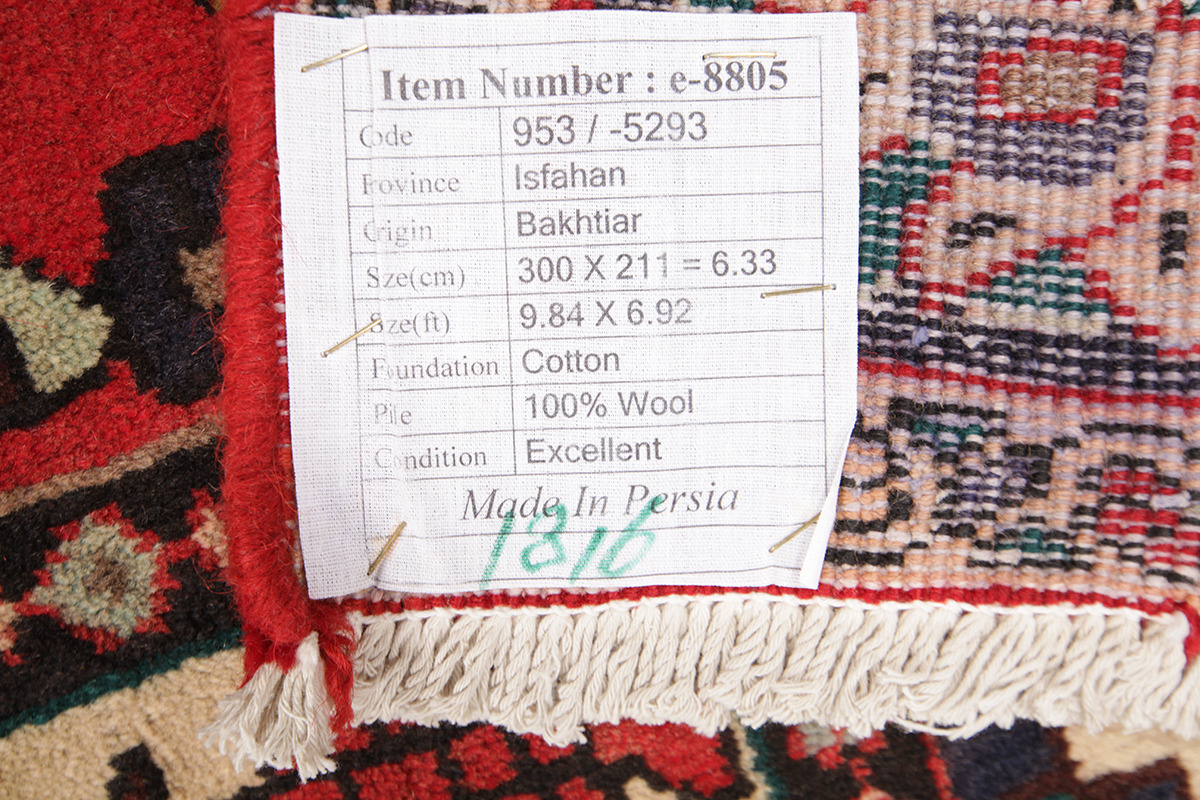 Item Number : e-8805
Code 953 / -5293
Province Isfahan
Origin Bakhtiar
Size(cm) 300 X 211 = 6.33
Size(ft) 9.84 X 6.92
Foundation Cotton
Pile 100% Wool
Condition Excellent
Made In Persia
1316